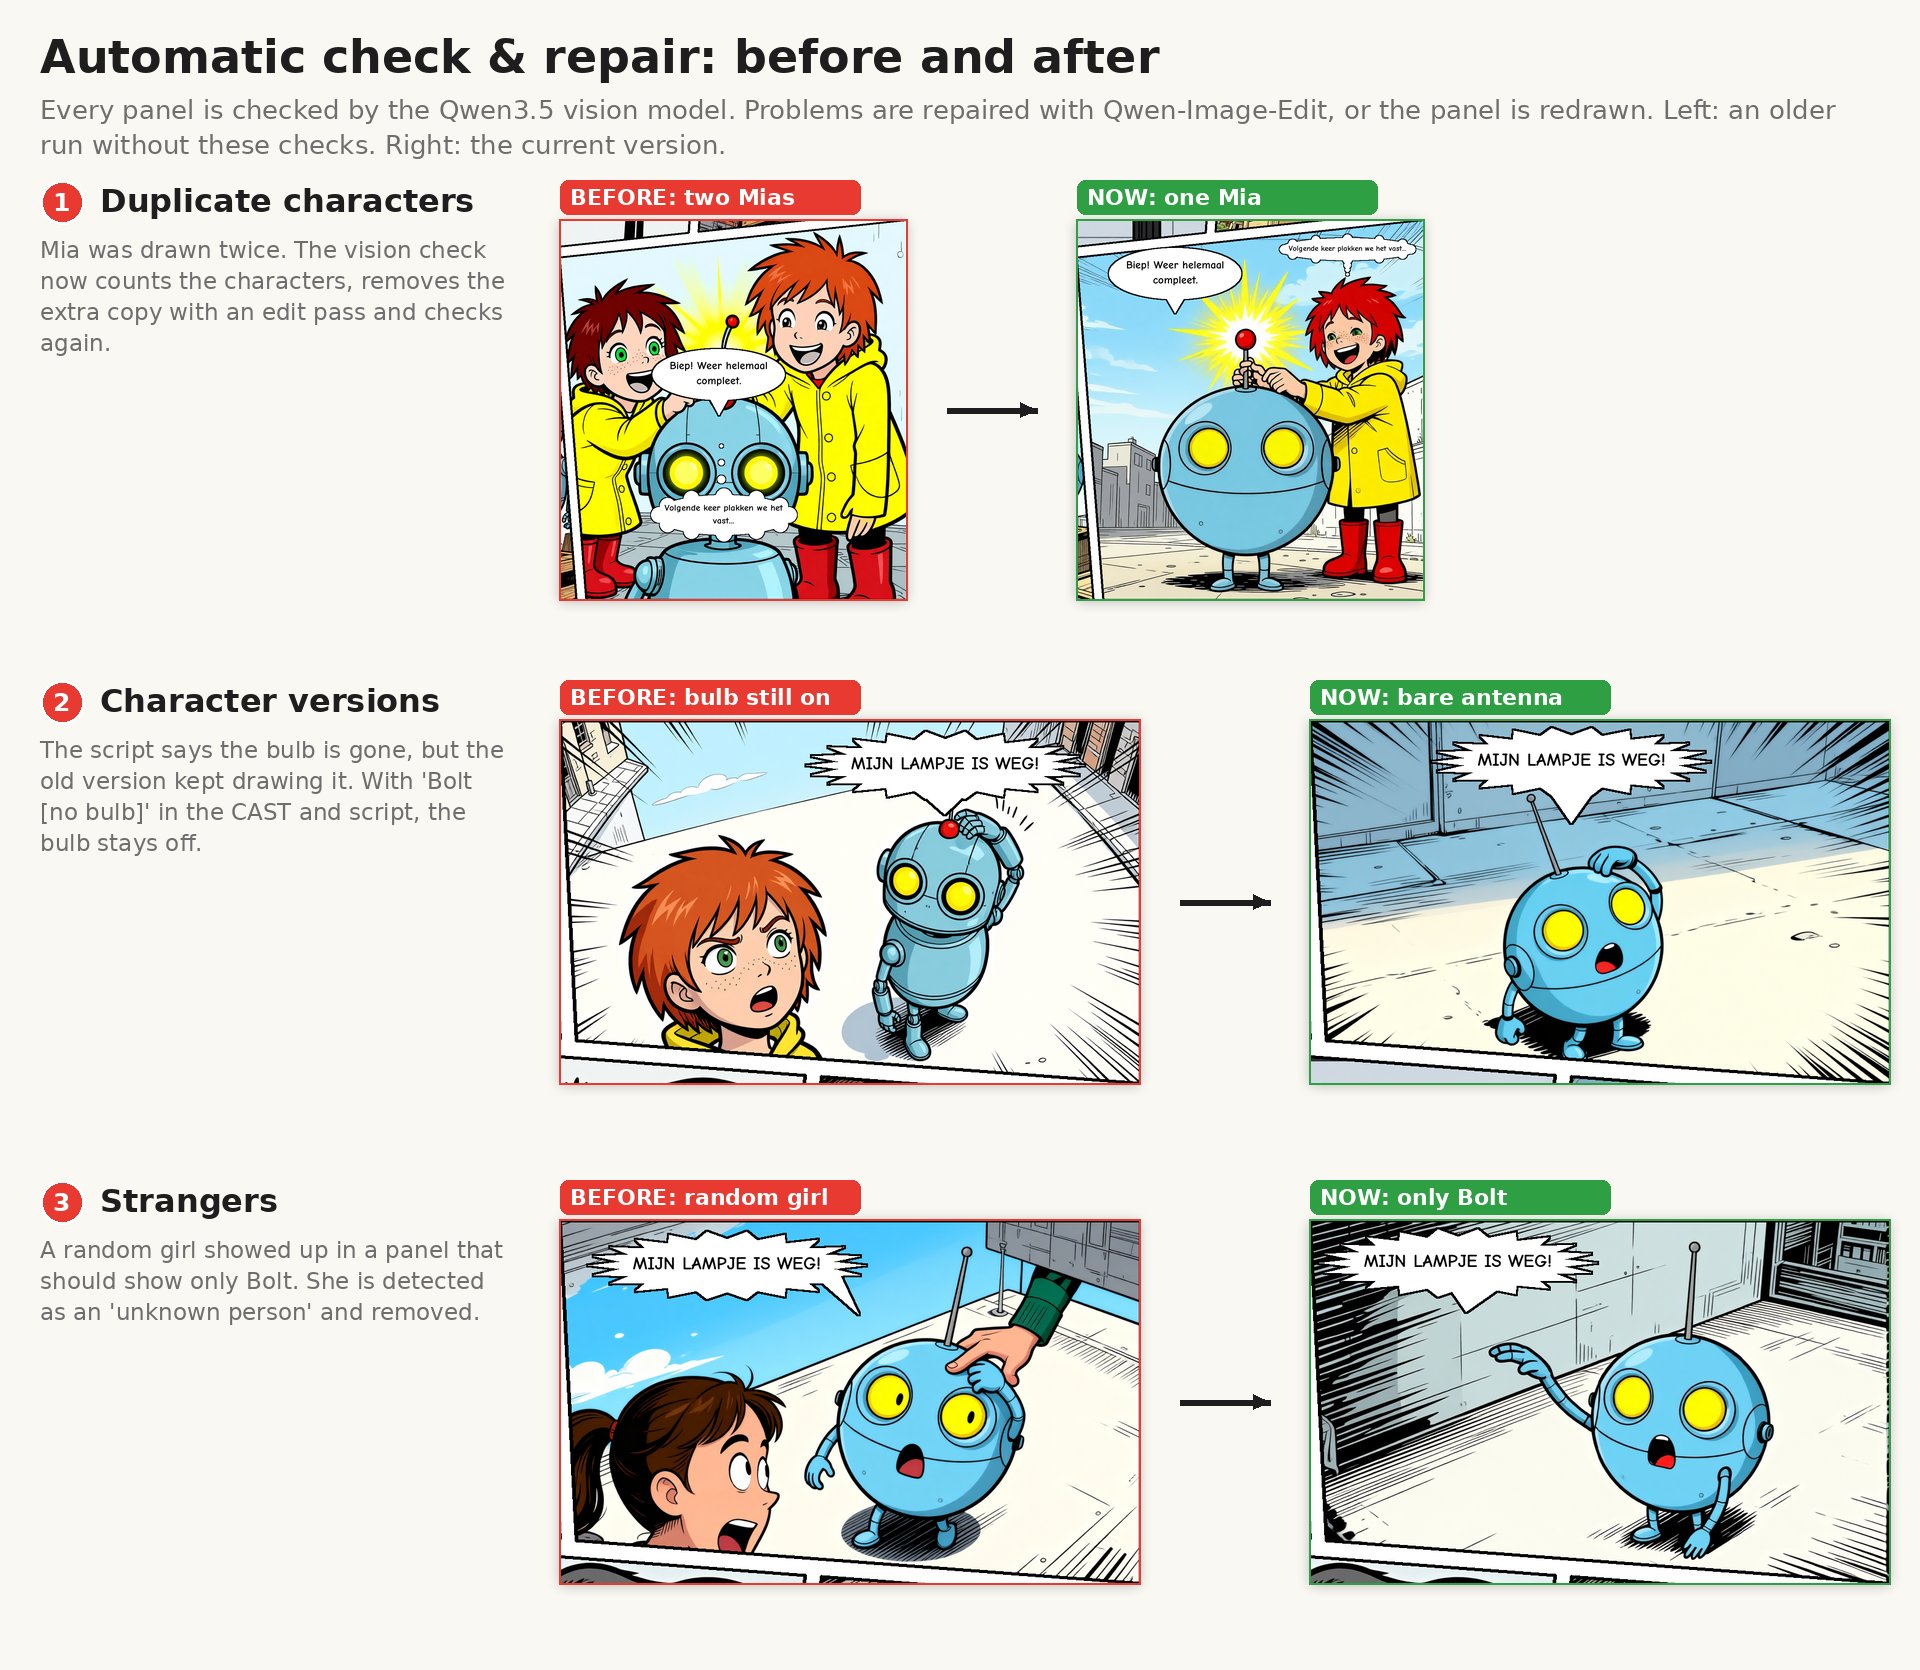 Automatic check & repair: before and after
Every panel is checked by the Qwen3.5 vision model. Problems are repaired with Qwen-Image-Edit, or the panel is redrawn. Left: an older
run without these checks. Right: the current version.
1 Duplicate characters
Mia was drawn twice. The vision check
now counts the characters, removes the
extra copy with an edit pass and checks
again.
BEFORE: two Mias
Biep! Weer helemaal
compleet.
Volgende keer plakken we het
vast...
NOW: one Mia
Biep! Weer helemaal
compleet.
Volgende keer plakken we het vast...
2 Character versions
The script says the bulb is gone, but the
old version kept drawing it. With 'Bolt
[no bulb]' in the CAST and script, the
bulb stays off.
BEFORE: bulb still on
MIJN LAMPJE IS WEG!
NOW: bare antenna
MIJN LAMPJE IS WEG!
3 Strangers
A random girl showed up in a panel that
should show only Bolt. She is detected
as an 'unknown person' and removed.
BEFORE: random girl
MIJN LAMPJE IS WEG!
NOW: only Bolt
MIJN LAMPJE IS WEG!